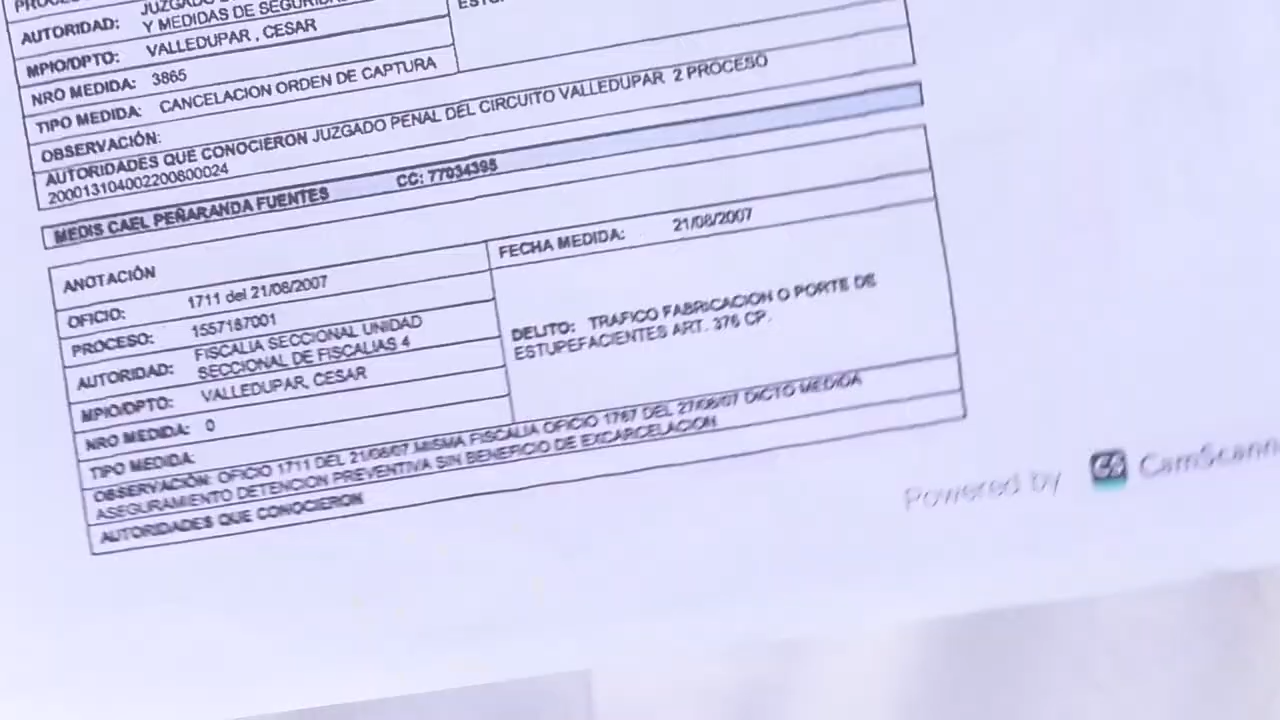 JUZGADO
AUTORIDAD: Y MEDIDAS DE
MPIO/DPTO: VALLEDUPAR , CESAR
NRO MEDIDA: 3865
TIPO MEDIDA: CANCELACION ORDEN DE CAPTURA
OBSERVACIÓN:
AUTORIDADES QUE CONOCIERON JUZGADO PENAL DEL CIRCUITO VALLEDUPAR 2 PROCESO
200013104002200800024
MEDIS CAEL PEÑARANDA FUENTES CC: 77034395
ANOTACIÓN
FECHA MEDIDA: 21/08/2007
OFICIO: 1711 del 21/08/2007
PROCESO: 1557187001
AUTORIDAD: FISCALIA SECCIONAL UNIDAD
SECCIONAL DE FISCALIAS 4
MPIO/DPTO: VALLEDUPAR, CESAR
NRO MEDIDA: 0
TIPO MEDIDA:
DELITO: TRAFICO FABRICACION O PORTE DE
ESTUPEFACIENTES ART. 376 CP.
OBSERVACIÓN: OFICIO 1711 DEL 21/08/07 MISMA FISCALIA OFICIO 1767 DEL 27/08/07 DICTO MEDIDA
ASEGURAMIENTO DETENCION PREVENTIVA SIN BENEFICIO DE EXCARCELACION
AUTORIDADES QUE CONOCIERON
Powered by CamScann